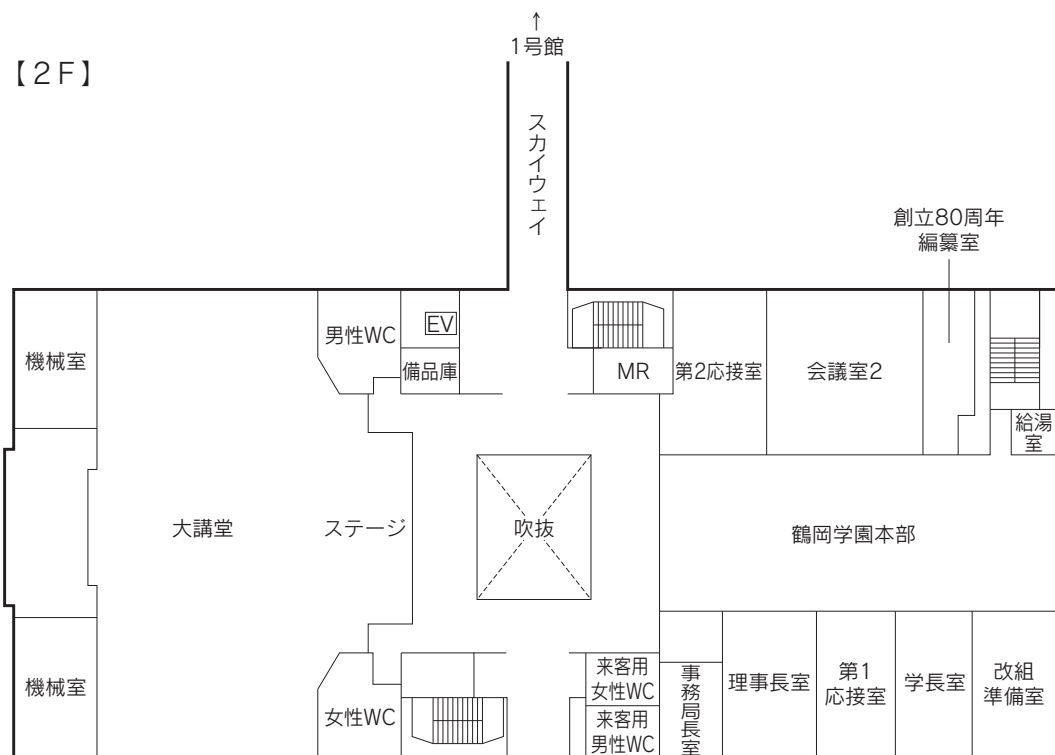 ↑
1号館
【2F】
スカイウェイ
創立80周年
編纂室
機械室
男性WC
EV
備品庫
MR
第2応接室
会議室2
給湯
室
大講堂
ステージ
吹抜
鶴岡学園本部
機械室
女性WC
来客用
女性WC
来客用
男性WC
事務局長室
理事長室
第1
応接室
学長室
改組
準備室